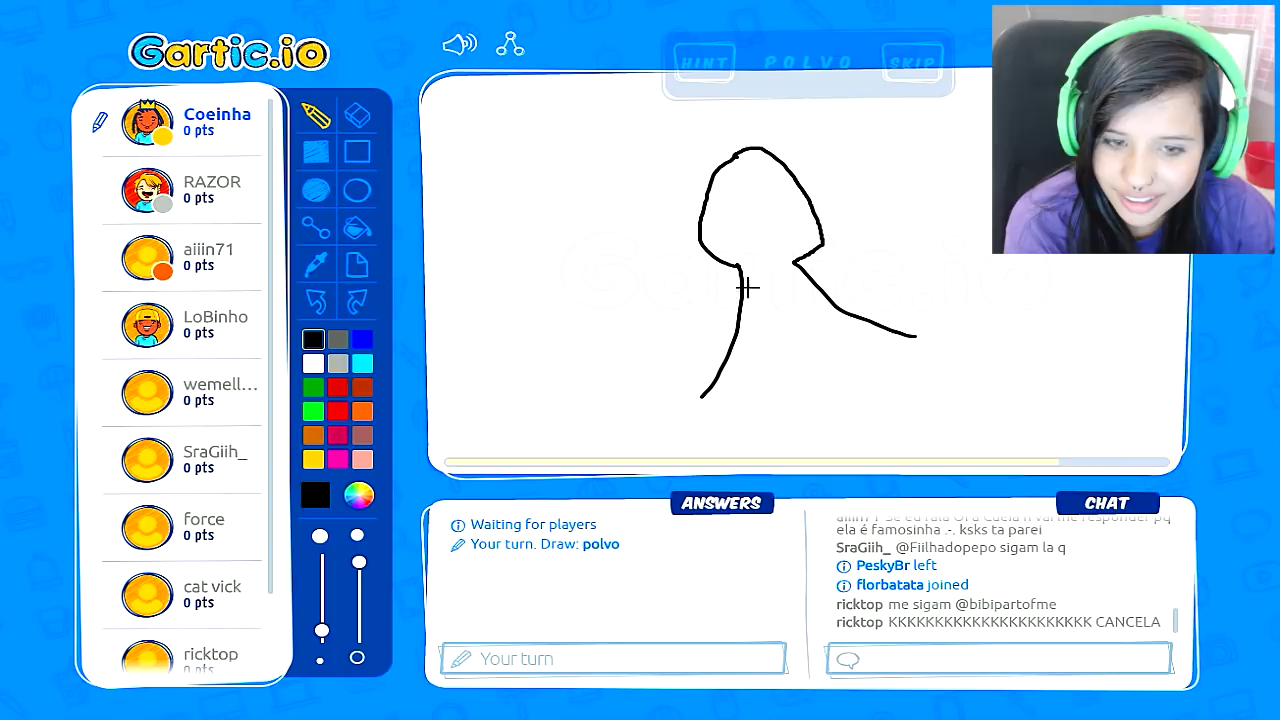 Gartic.io
HINT
POLVO
SKIP
Coeinha
0 pts
RAZOR
0 pts
aiiin71
0 pts
LoBinho
0 pts
wemell...
0 pts
SraGiih_
0 pts
force
0 pts
cat vick
0 pts
ricktop
0 pts
ANSWERS
Waiting for players
Your turn. Draw: polvo
Your turn
CHAT
ela é famosinha .-. ksks ta parei
SraGiih_ @Fiilhadopepo sigam la q
PeskyBr left
florbatata joined
ricktop me sigam @bibipartofme
ricktop KKKKKKKKKKKKKKKKKKKKKK CANCELA